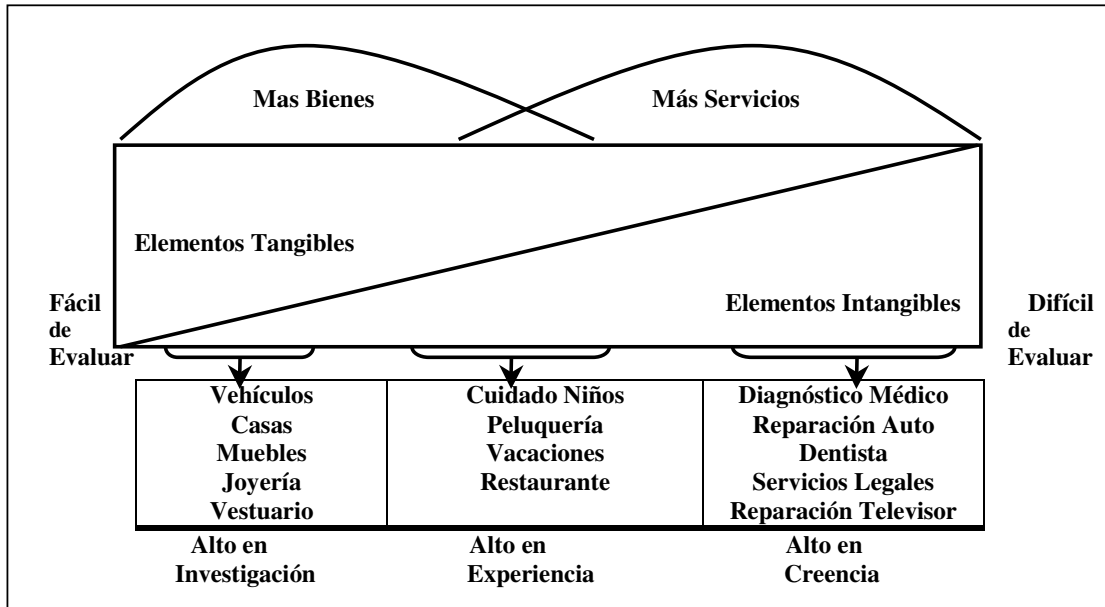 Mas Bienes
Más Servicios
Elementos Tangibles
Elementos Intangibles
Fácil
de
Evaluar
Difícil
de
Evaluar
Vehículos
Casas
Muebles
Joyería
Vestuario
Cuidado Niños
Peluquería
Vacaciones
Restaurante
Diagnóstico Médico
Reparación Auto
Dentista
Servicios Legales
Reparación Televisor
Alto en
Investigación
Alto en
Experiencia
Alto en
Creencia